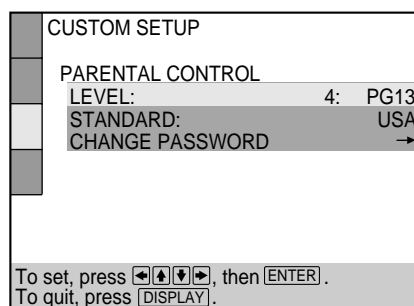 CUSTOM SETUP
PARENTAL CONTROL
LEVEL: 4: PG13
STANDARD: USA
CHANGE PASSWORD →
To set, press ←↑↓→, then ENTER.
To quit, press DISPLAY.